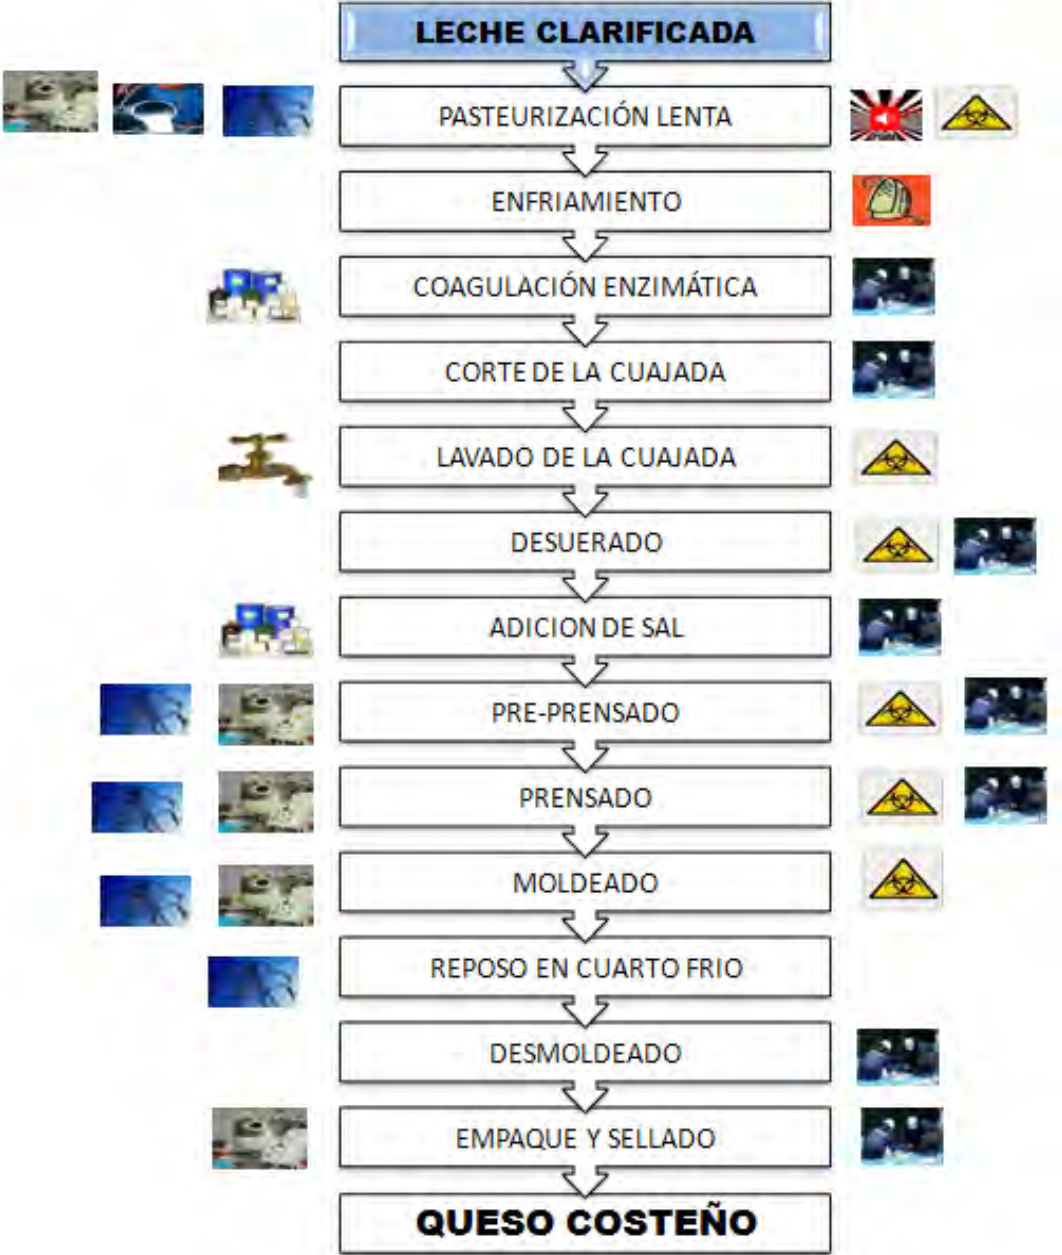 LECHE CLARIFICADA
PASTEURIZACIÓN LENTA
ENFRIAMIENTO
COAGULACIÓN ENZIMÁTICA
CORTE DE LA CUAJADA
LAVADO DE LA CUAJADA
DESUERADO
ADICION DE SAL
PRE-PRENSADO
PRENSADO
MOLDEADO
REPOSO EN CUARTO FRIO
DESMOLDEADO
EMPAQUE Y SELLADO
QUESO COSTEÑO